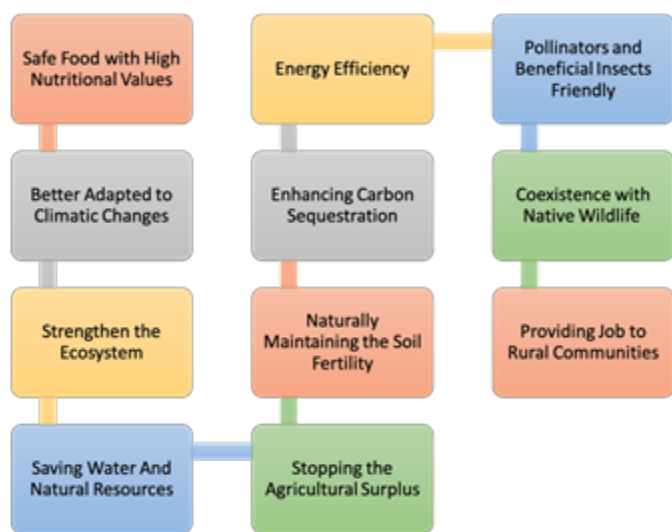 Safe Food with High
Nutritional Values
Better Adapted to
Climatic Changes
Strengthen the
Ecosystem
Saving Water And
Natural Resources
Stopping the
Agricultural Surplus
Naturally
Maintaining the Soil
Fertility
Enhancing Carbon
Sequestration
Energy Efficiency
Pollinators and
Beneficial Insects
Friendly
Coexistence with
Native Wildlife
Providing Job to
Rural Communities